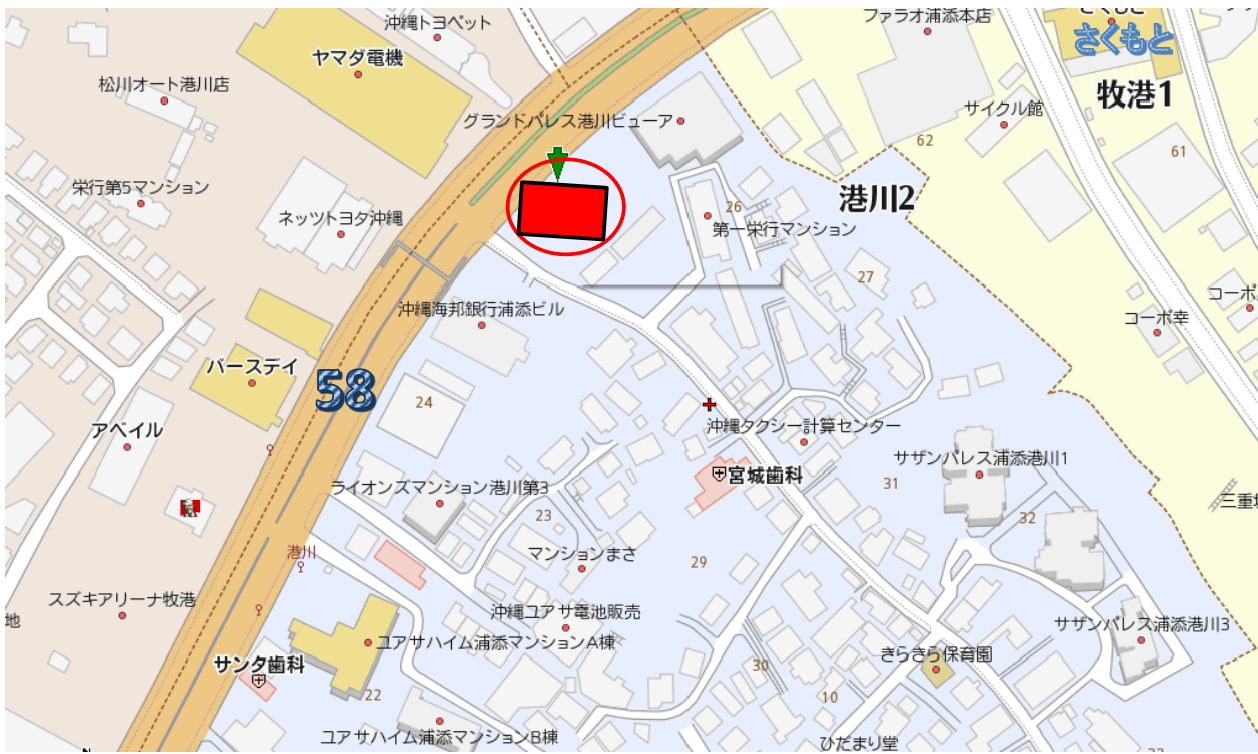 沖縄トヨペット
ファラオ浦添本店
さくもと
さくもと
ヤマダ電機
松川オート港川店
牧港1
グランドパレス港川ビューア
サイクル館
62
61
栄行第5マンション
港川2
ネッツトヨタ沖縄
26
第一栄行マンション
27
コーポ
沖縄海邦銀行浦添ビル
コーポ幸
バースデイ
58
24
アベイル
沖縄タクシー計算センター
サザンパレス浦添港川1
宮城歯科
ライオンズマンション港川第3
31
三重城
23
32
港川
マンションまさ
29
スズキアリーナ牧港
沖縄ユアサ電池販売
地
サザンパレス浦添港川3
ユアサハイム浦添マンションA棟
きらきら保育園
サンタ歯科
30
22
10
ユアサハイム浦添マンションB棟
ひだまり堂